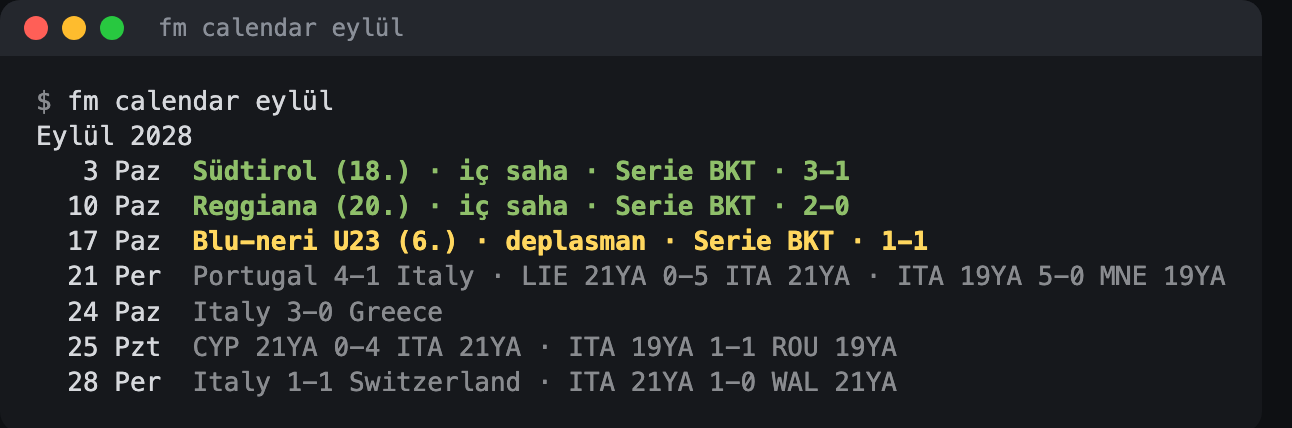 fm calendar eylül
$ fm calendar eylül
Eylül 2028
3 Paz Südtirol (18.) · iç saha · Serie BKT · 3–1
10 Paz Reggiana (20.) · iç saha · Serie BKT · 2–0
17 Paz Blu–neri U23 (6.) · deplasman · Serie BKT · 1–1
21 Per Portugal 4–1 Italy · LIE 21YA 0–5 ITA 21YA · ITA 19YA 5–0 MNE 19YA
24 Paz Italy 3–0 Greece
25 Pzt CYP 21YA 0–4 ITA 21YA · ITA 19YA 1–1 ROU 19YA
28 Per Italy 1–1 Switzerland · ITA 21YA 1–0 WAL 21YA